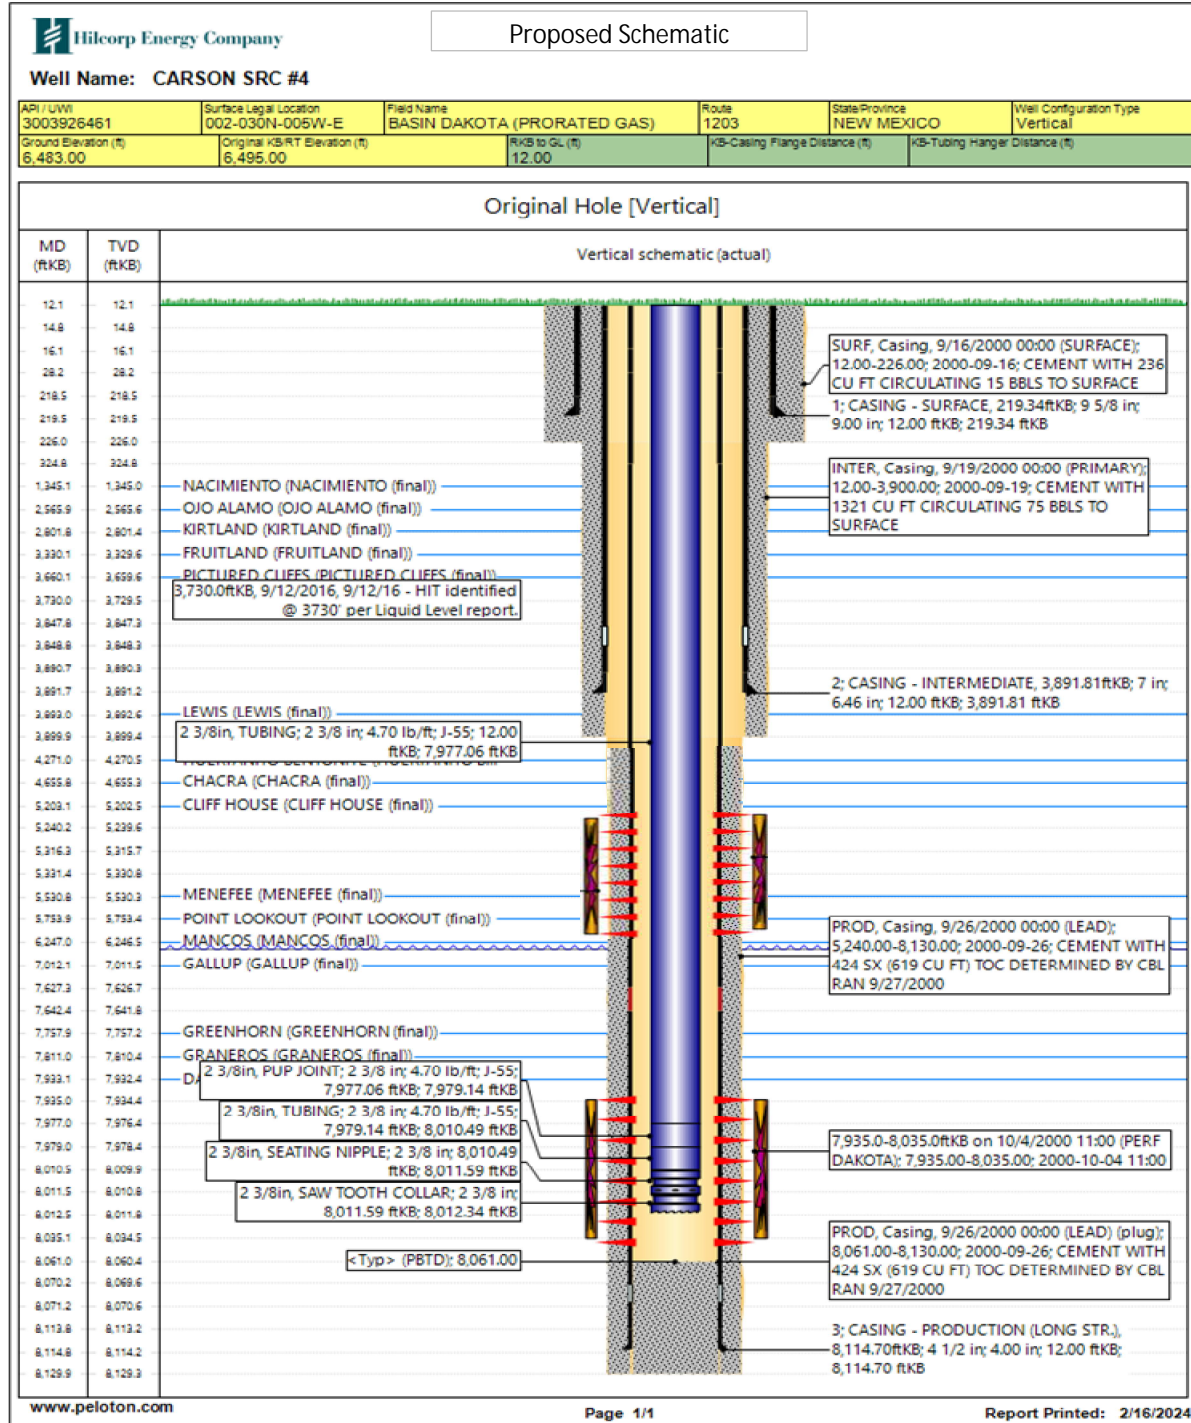 Hilcorp Energy Company
Proposed Schematic
Well Name: CARSON SRC #4
API / UWI
3003926461
Surface Legal Location
002-030N-005W-E
Field Name
BASIN DAKOTA (PRORATED GAS)
Route
1203
State/Province
NEW MEXICO
Well Configuration Type
Vertical
Ground Elevation (ft)
6,483.00
Original KB/RT Elevation (ft)
6,495.00
RKB to GL (ft)
12.00
KB-Casing Flange Distance (ft)
KB-Tubing Hanger Distance (ft)
Original Hole [Vertical]
MD (ftKB)
TVD (ftKB)
Vertical schematic (actual)
12.1 12.1
14.8 14.8
16.1 16.1
28.2 28.2
218.5 218.5
219.5 219.5
226.0 226.0
324.8 324.8
1,345.1 1,345.0
2,565.9 2,565.6
2,801.8 2,801.4
3,330.1 3,329.6
3,660.1 3,659.6
3,730.0 3,729.5
3,847.8 3,847.3
3,848.8 3,848.3
3,890.7 3,890.3
3,891.7 3,891.2
3,893.0 3,892.6
3,899.9 3,899.4
4,271.0 4,270.5
4,655.8 4,655.3
5,203.1 5,202.5
5,240.2 5,239.6
5,316.3 5,315.7
5,331.4 5,330.8
5,530.8 5,530.3
5,753.9 5,753.4
6,247.0 6,246.5
7,012.1 7,011.5
7,627.3 7,626.7
7,642.4 7,641.8
7,757.9 7,757.2
7,811.0 7,810.4
7,933.1 7,932.4
7,935.0 7,934.4
7,977.0 7,976.4
7,979.0 7,978.4
8,010.5 8,009.9
8,011.5 8,010.8
8,012.5 8,011.8
8,035.1 8,034.5
8,061.0 8,060.4
8,070.2 8,069.6
8,071.2 8,070.6
8,113.8 8,113.2
8,114.8 8,114.2
8,129.9 8,129.3
NACIMIENTO (NACIMIENTO (final))
OJO ALAMO (OJO ALAMO (final))
KIRTLAND (KIRTLAND (final))
FRUITLAND (FRUITLAND (final))
PICTURED CLIFFS (PICTURED CLIFFS (final))
3,730.0ftKB, 9/12/2016, 9/12/16 - HIT identified
@ 3730' per Liquid Level report.
LEWIS (LEWIS (final))
2 3/8in, TUBING; 2 3/8 in; 4.70 lb/ft; J-55; 12.00
ftKB; 7,977.06 ftKB
CHACRA (CHACRA (final))
CLIFF HOUSE (CLIFF HOUSE (final))
MENEFEE (MENEFEE (final))
POINT LOOKOUT (POINT LOOKOUT (final))
MANCOS (MANCOS (final))
GALLUP (GALLUP (final))
GREENHORN (GREENHORN (final))
GRANEROS (GRANEROS (final))
2 3/8in, PUP JOINT; 2 3/8 in; 4.70 lb/ft; J-55;
7,977.06 ftKB; 7,979.14 ftKB
2 3/8in, TUBING; 2 3/8 in; 4.70 lb/ft; J-55;
7,979.14 ftKB; 8,010.49 ftKB
2 3/8in, SEATING NIPPLE; 2 3/8 in; 8,010.49
ftKB; 8,011.59 ftKB
2 3/8in, SAW TOOTH COLLAR; 2 3/8 in;
8,011.59 ftKB; 8,012.34 ftKB
<Typ> (PBTD); 8,061.00
SURF, Casing, 9/16/2000 00:00 (SURFACE);
12.00-226.00; 2000-09-16; CEMENT WITH 236
CU FT CIRCULATING 15 BBLS TO SURFACE
1; CASING - SURFACE, 219.34ftKB; 9 5/8 in;
9.00 in; 12.00 ftKB; 219.34 ftKB
INTER, Casing, 9/19/2000 00:00 (PRIMARY);
12.00-3,900.00; 2000-09-19; CEMENT WITH
1321 CU FT CIRCULATING 75 BBLS TO
SURFACE
2; CASING - INTERMEDIATE, 3,891.81ftKB; 7 in;
6.46 in; 12.00 ftKB; 3,891.81 ftKB
PROD, Casing, 9/26/2000 00:00 (LEAD);
5,240.00-8,130.00; 2000-09-26; CEMENT WITH
424 SX (619 CU FT) TOC DETERMINED BY CBL
RAN 9/27/2000
7,935.0-8,035.0ftKB on 10/4/2000 11:00 (PERF
DAKOTA); 7,935.00-8,035.00; 2000-10-04 11:00
PROD, Casing, 9/26/2000 00:00 (LEAD) (plug);
8,061.00-8,130.00; 2000-09-26; CEMENT WITH
424 SX (619 CU FT) TOC DETERMINED BY CBL
RAN 9/27/2000
3; CASING - PRODUCTION (LONG STR.),
8,114.70ftKB; 4 1/2 in; 4.00 in; 12.00 ftKB;
8,114.70 ftKB
www.peloton.com
Page 1/1
Report Printed: 2/16/2024